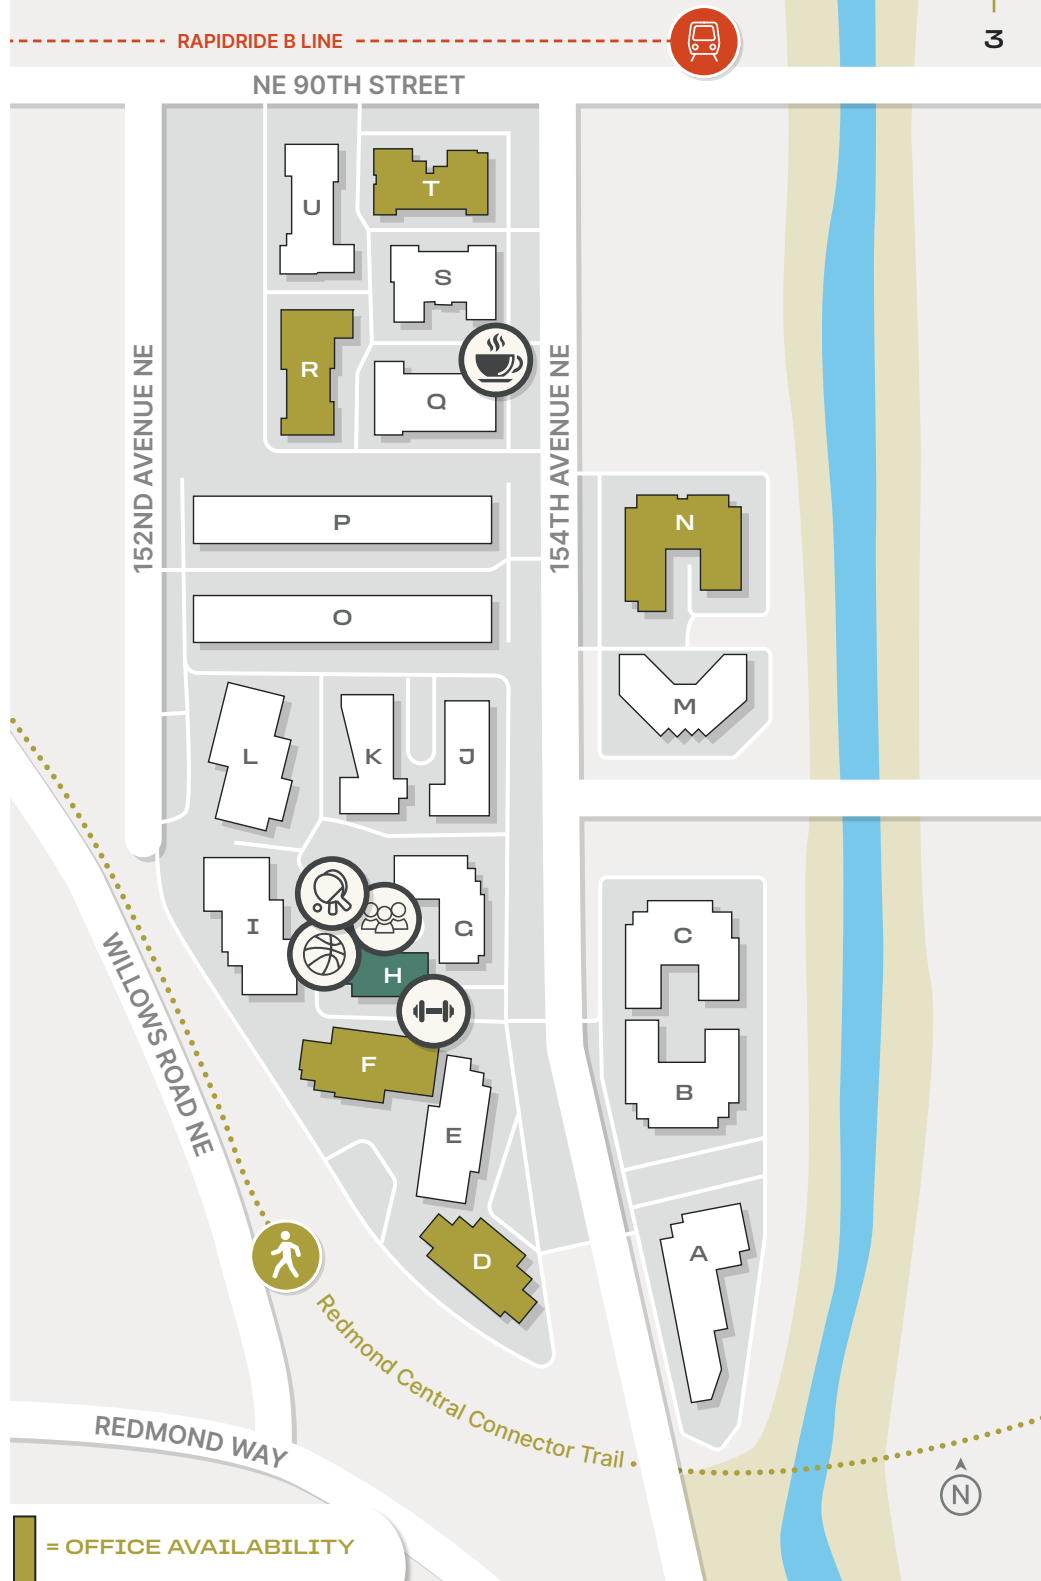 RAPIDRIDE B LINE
3
NE 90TH STREET
U
T
S
R
Q
152ND AVENUE NE
154TH AVENUE NE
P
N
O
M
L
K
J
I
G
C
H
F
B
E
WILLOWS ROAD NE
A
D
Redmond Central Connector Trail
REDMOND WAY
N
= OFFICE AVAILABILITY